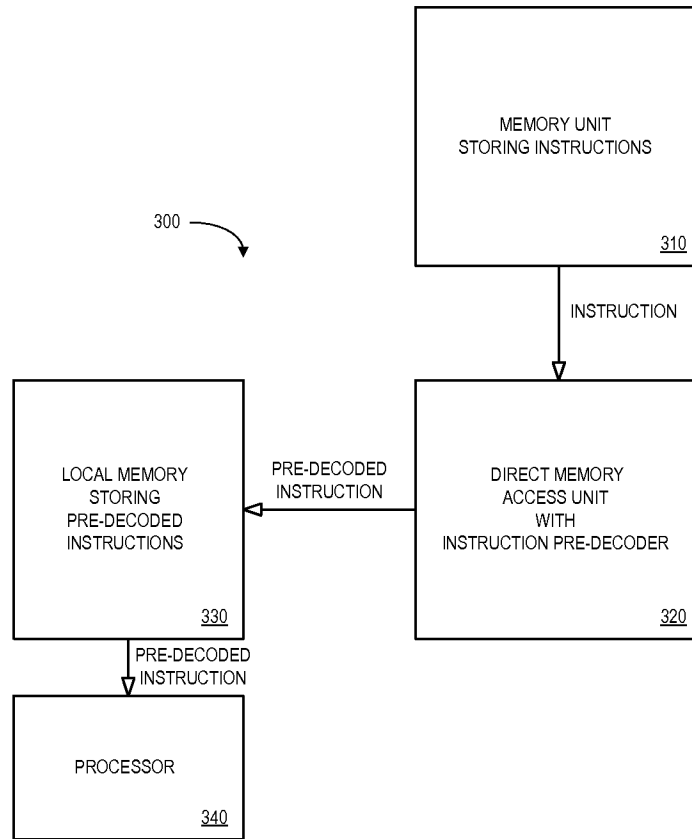 MEMORY UNIT
STORING INSTRUCTIONS
310
300
INSTRUCTION
LOCAL MEMORY
STORING
PRE-DECODED
INSTRUCTIONS
330
PRE-DECODED
INSTRUCTION
DIRECT MEMORY
ACCESS UNIT
WITH
INSTRUCTION PRE-DECODER
320
PRE-DECODED
INSTRUCTION
PROCESSOR
340